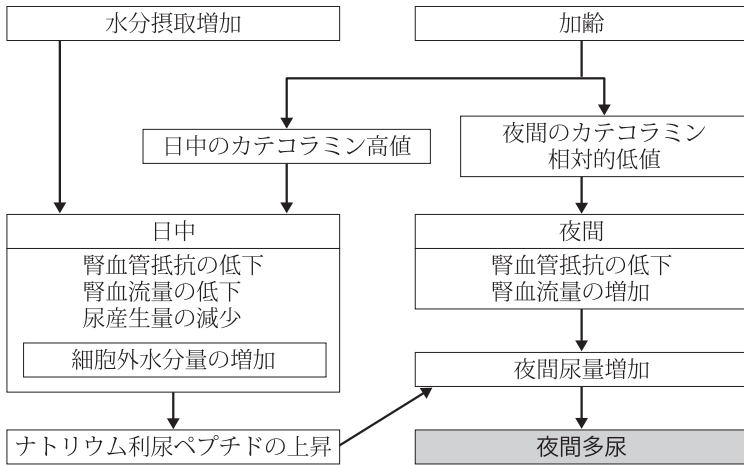 水分摂取増加
加齢
日中のカテコラミン高値
夜間のカテコラミン
相対的低値
日中
腎血管抵抗の低下
腎血流量の低下
尿産生量の減少
細胞外水分量の増加
夜間
腎血管抵抗の低下
腎血流量の増加
夜間尿量増加
ナトリウム利尿ペプチドの上昇
夜間多尿